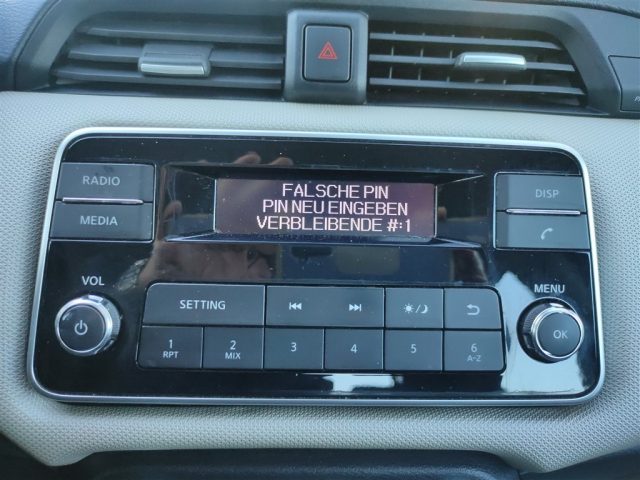 FALSCHE PIN
PIN NEU EINGEBEN
VERBLEIBENDE #:1
RADIO
MEDIA
DISP
VOL
MENU
SETTING
OK
1
RPT
2
MIX
3
4
5
6
A-Z